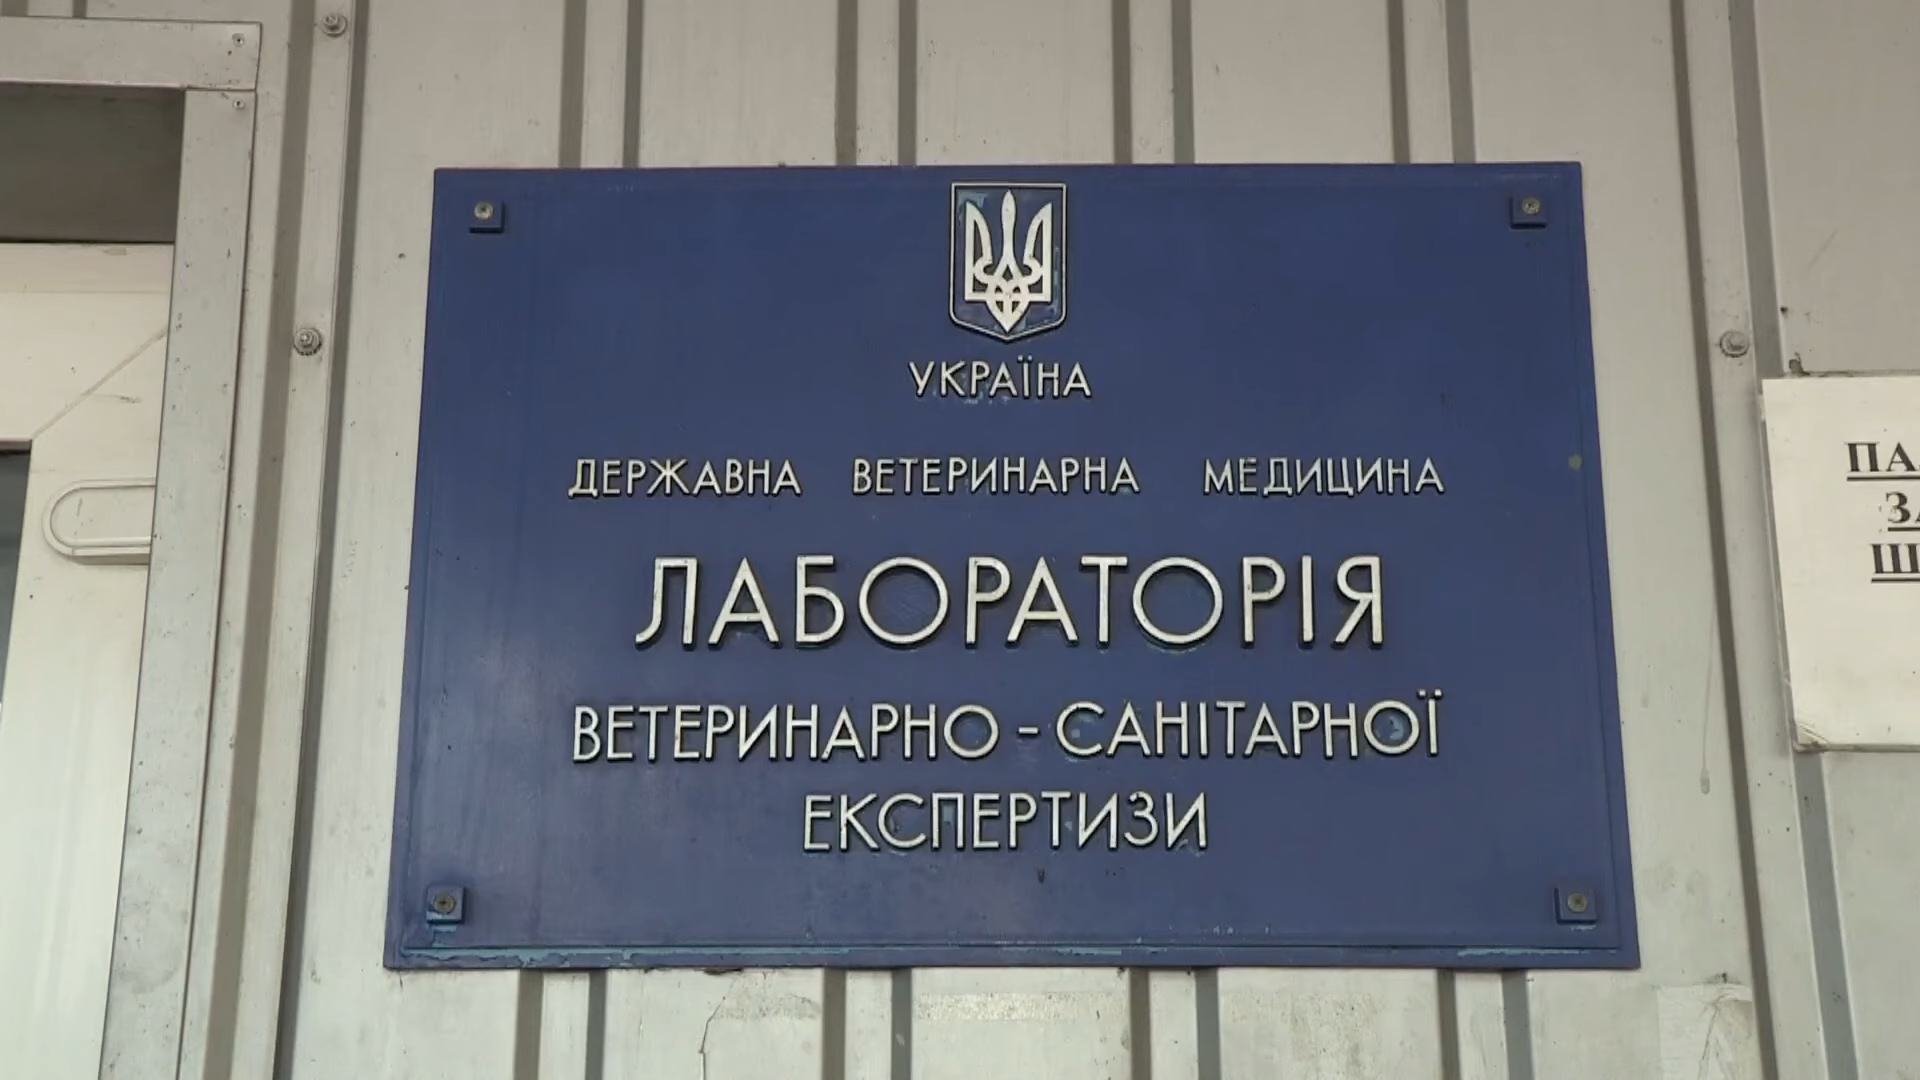 УКРАЇНА
ДЕРЖАВНА ВЕТЕРИНАРНА МЕДИЦИНА
ЛАБОРАТОРІЯ
ВЕТЕРИНАРНО - САНІТАРНОЇ
ЕКСПЕРТИЗИ